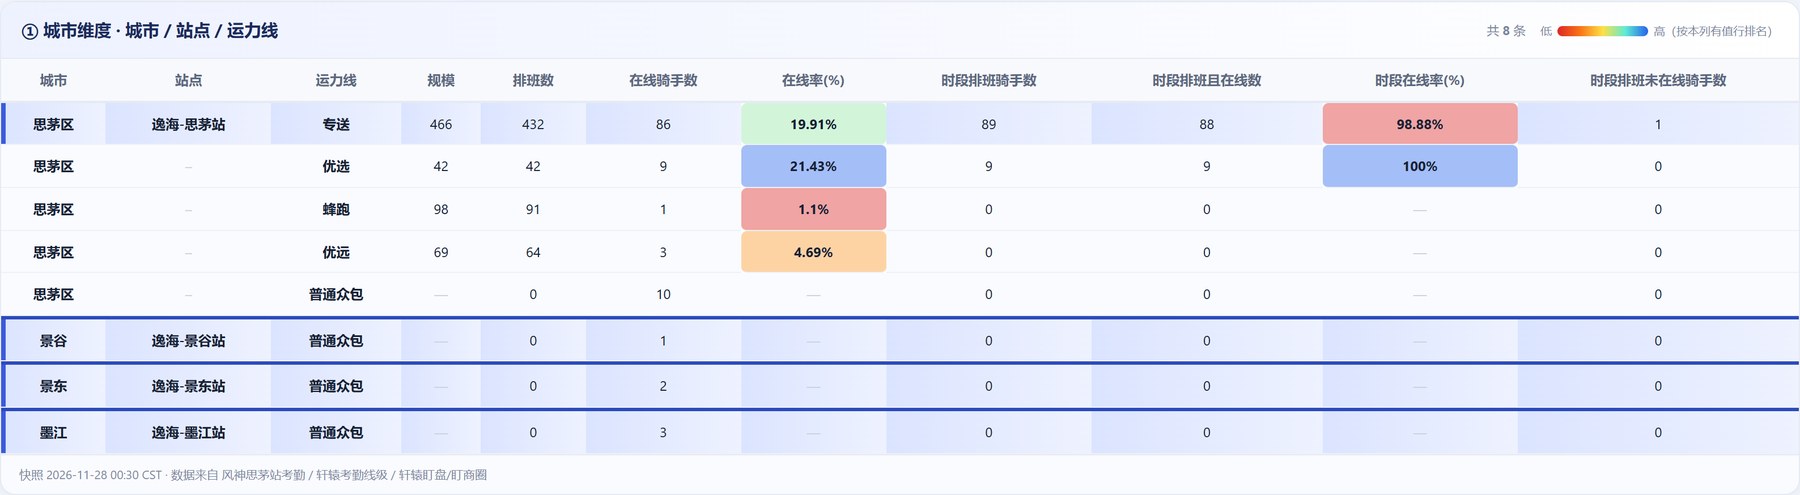 ① 城市维度 · 城市 / 站点 / 运力线
共 8 条 低 高 (按本列有值行排名)
城市 站点 运力线 规模 排班数 在线骑手数 在线率(%) 时段排班骑手数 时段排班且在线数 时段在线率(%) 时段排班未在线骑手数
思茅区 逸海-思茅站 专送 466 432 86 19.91% 89 88 98.88% 1
思茅区 – 优选 42 42 9 21.43% 9 9 100% 0
思茅区 – 蜂跑 98 91 1 1.1% 0 0 — 0
思茅区 – 优远 69 64 3 4.69% 0 0 — 0
思茅区 – 普通众包 — 0 10 — 0 0 — 0
景谷 逸海-景谷站 普通众包 — 0 1 — 0 0 — 0
景东 逸海-景东站 普通众包 — 0 2 — 0 0 — 0
墨江 逸海-墨江站 普通众包 — 0 3 — 0 0 — 0
快照 2026-11-28 00:30 CST · 数据来自 风神思茅站考勤 / 轩辕考勤线级 / 轩辕盯盘/盯商圈